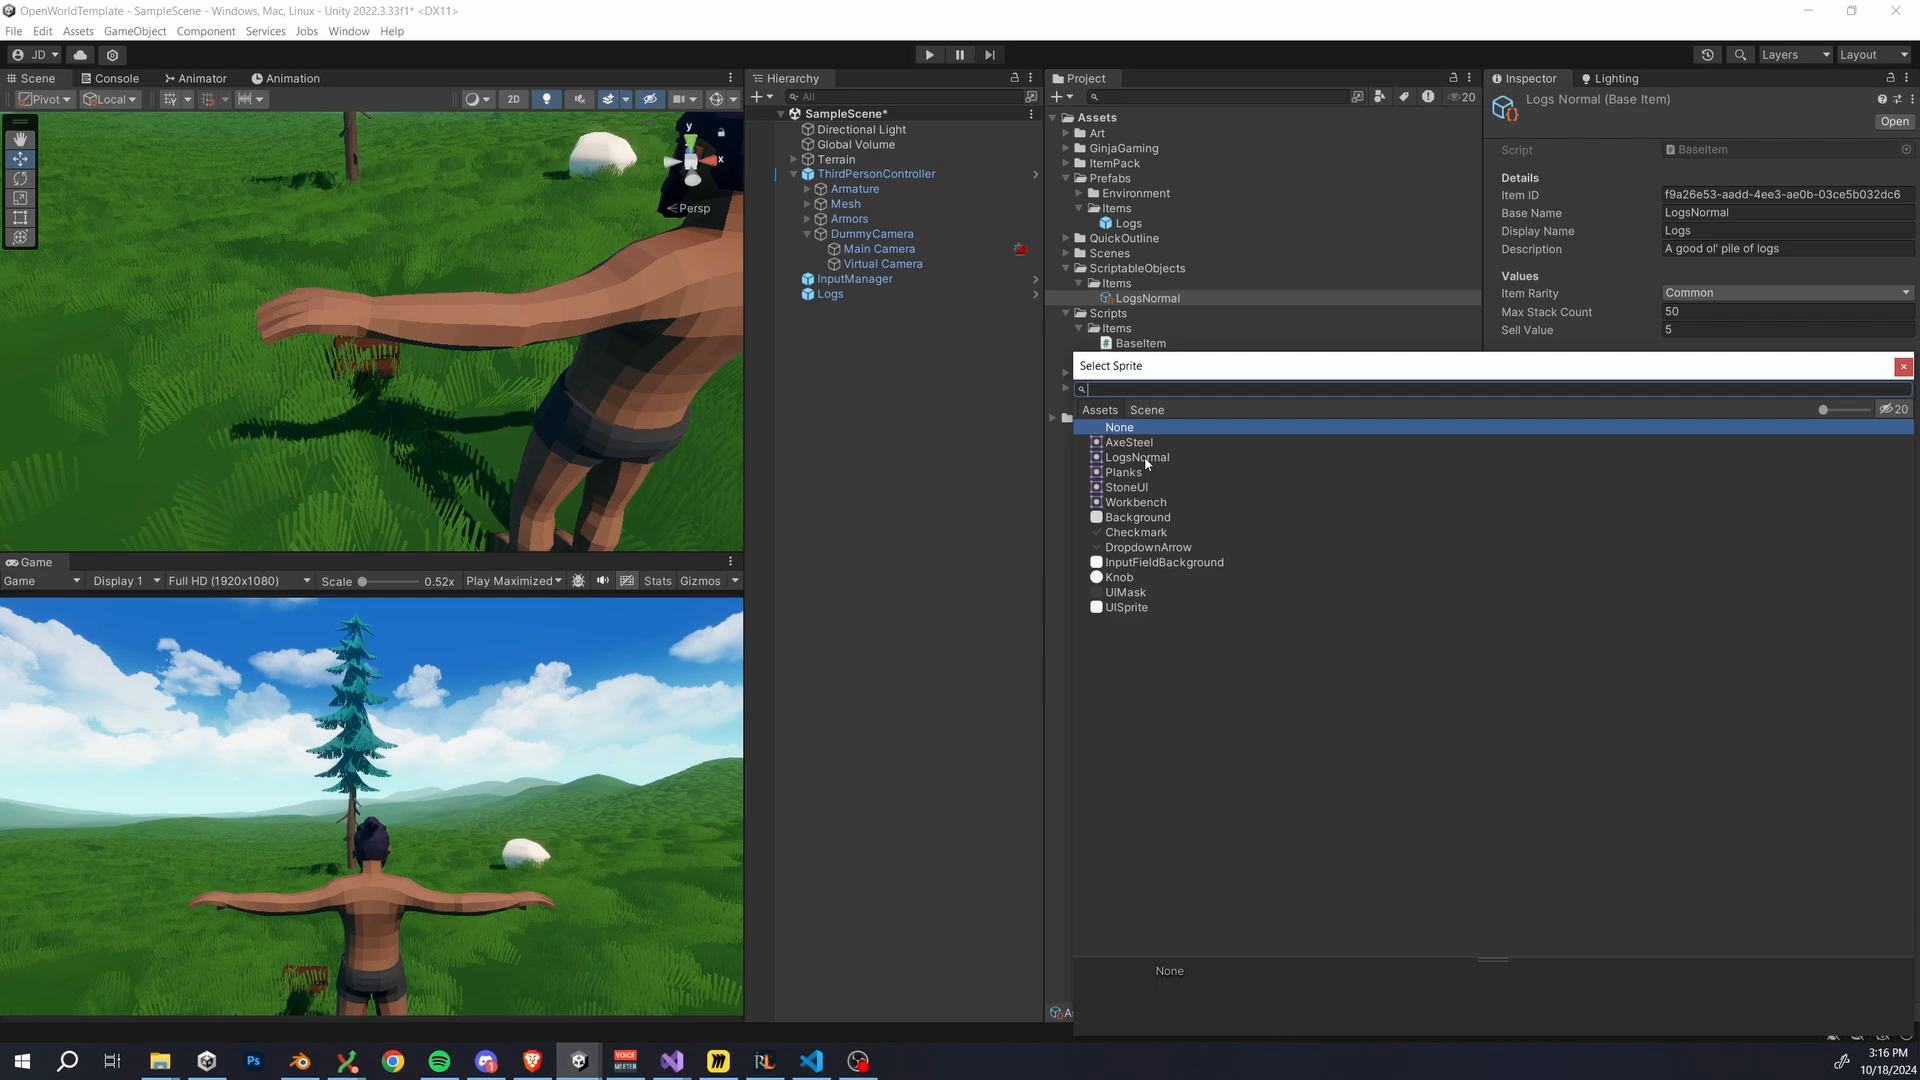 OpenWorldTemplate - SampleScene - Windows, Mac, Linux - Unity 2022.3.33f1* <DX11>
File Edit Assets GameObject Component Services Jobs Window Help
JD Layers Layout
Scene Console Animator Animation
Pivot Local 2D
y
x
Persp
Game
Game Display 1 Full HD (1920x1080) Scale 0.52x Play Maximized Stats Gizmos
Hierarchy
All
SampleScene*
Directional Light
Global Volume
Terrain
ThirdPersonController
Armature
Mesh
Armors
DummyCamera
Main Camera
Virtual Camera
InputManager
Logs
Project
20
Assets
Art
GinjaGaming
ItemPack
Prefabs
Environment
Items
Logs
QuickOutline
Scenes
ScriptableObjects
Items
LogsNormal
Scripts
Items
BaseItem
Inspector Lighting
Logs Normal (Base Item)
Open
Script BaseItem
Details
Item ID f9a26e53-aadd-4ee3-ae0b-03ce5b032dc6
Base Name LogsNormal
Display Name Logs
Description A good ol' pile of logs
Values
Item Rarity Common
Max Stack Count 50
Sell Value 5
Select Sprite
Assets Scene 20
None
AxeSteel
LogsNormal
Planks
StoneUI
Workbench
Background
Checkmark
DropdownArrow
InputFieldBackground
Knob
UIMask
UISprite
None
Ps
VOICE
MEETER
3:16 PM
10/18/2024